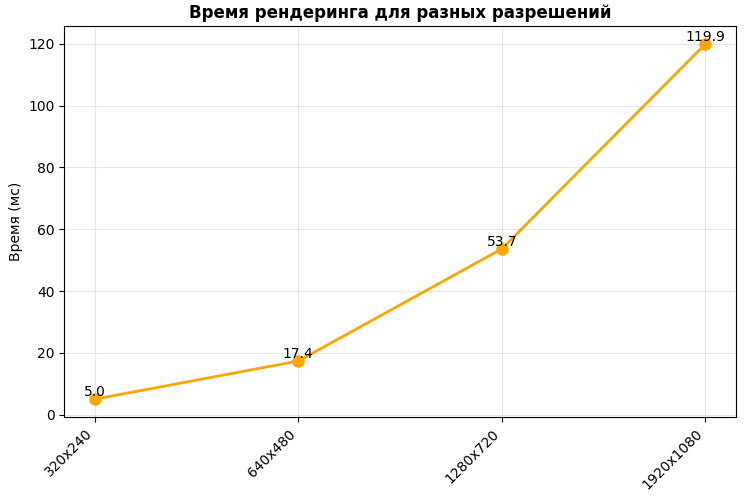 Время рендеринга для разных разрешений
Время (мс)
120
100
80
60
40
20
0
5.0
17.4
53.7
119.9
320x240
640x480
1280x720
1920x1080